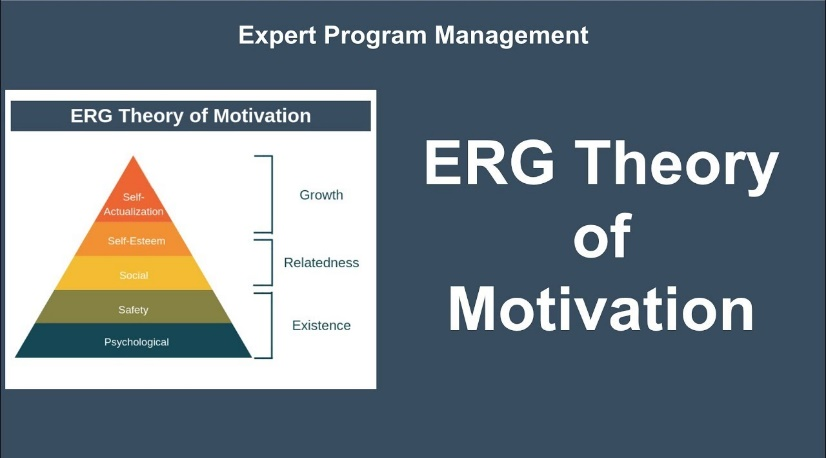 Expert Program Management
ERG Theory of Motivation
Self-
Actualization
Self-Esteem
Social
Safety
Psychological
Growth
Relatedness
Existence
ERG Theory
of
Motivation